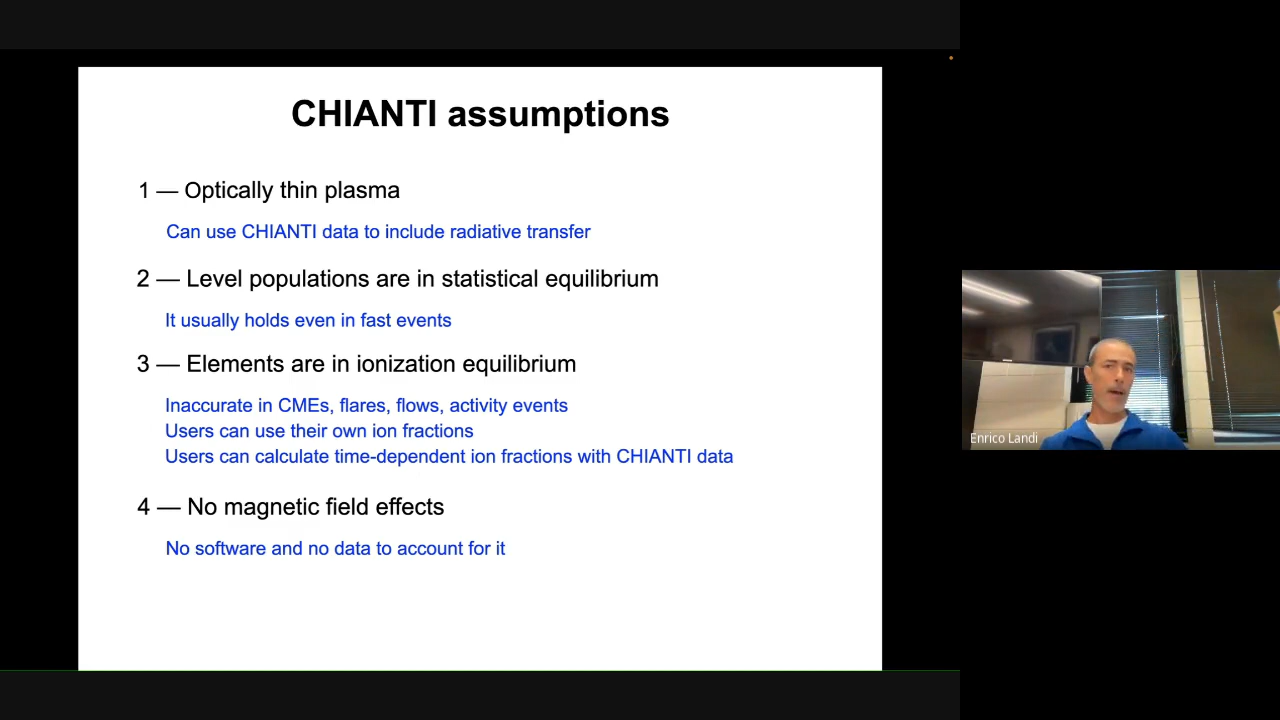 CHIANTI assumptions
1 — Optically thin plasma
Can use CHIANTI data to include radiative transfer
2 — Level populations are in statistical equilibrium
It usually holds even in fast events
3 — Elements are in ionization equilibrium
Inaccurate in CMEs, flares, flows, activity events
Users can use their own ion fractions
Users can calculate time-dependent ion fractions with CHIANTI data
4 — No magnetic field effects
No software and no data to account for it
Enrico Landi